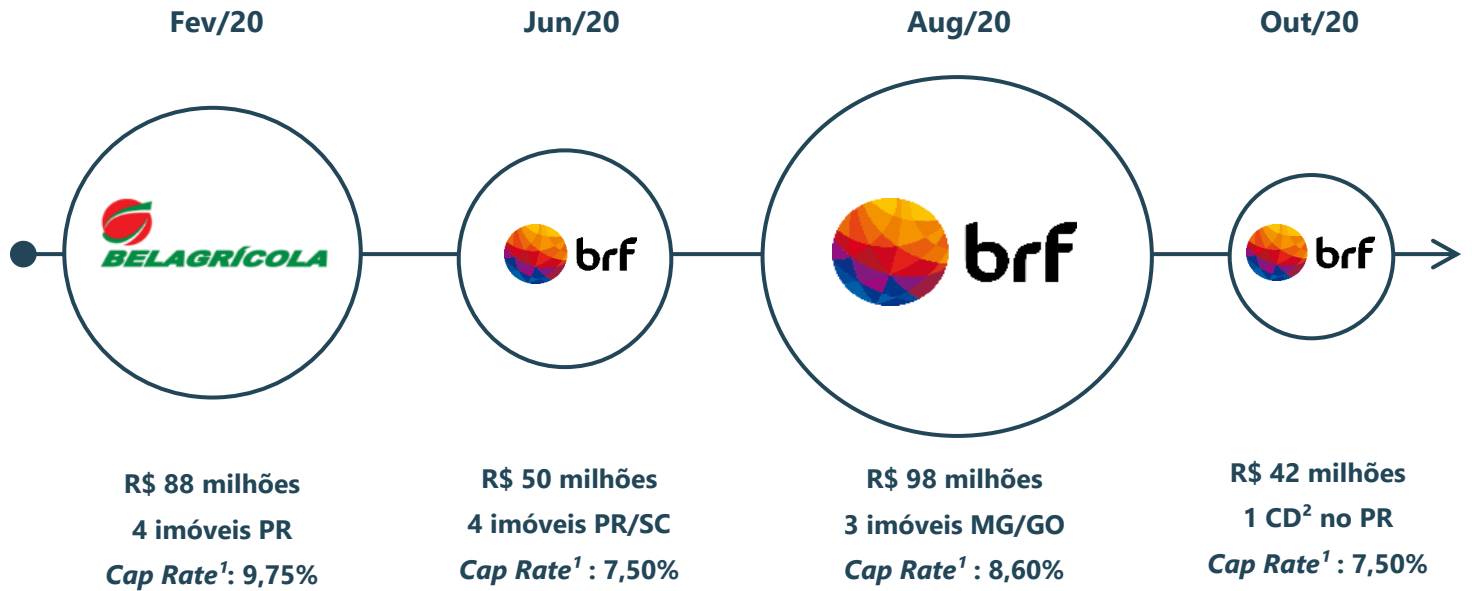 Fev/20
Jun/20
Aug/20
Out/20
BELAGRÍCOLA
brf
brf
brf
R$ 88 milhões
4 imóveis PR
Cap Rate¹: 9,75%
R$ 50 milhões
4 imóveis PR/SC
Cap Rate¹ : 7,50%
R$ 98 milhões
3 imóveis MG/GO
Cap Rate¹ : 8,60%
R$ 42 milhões
1 CD² no PR
Cap Rate¹ : 7,50%